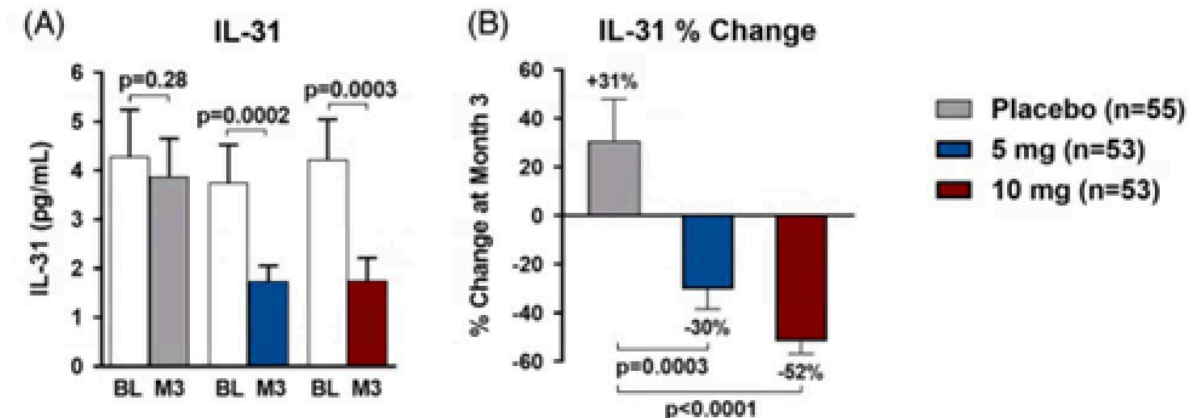 (A)
IL-31
IL-31 (pg/mL)
6
5
4
3
2
1
0
p=0.28
p=0.0002
p=0.0003
BL M3 BL M3 BL M3
(B)
IL-31 % Change
% Change at Month 3
60
40
20
0
-20
-40
-60
+31%
-30%
-52%
p=0.0003
p<0.0001
Placebo (n=55)
5 mg (n=53)
10 mg (n=53)